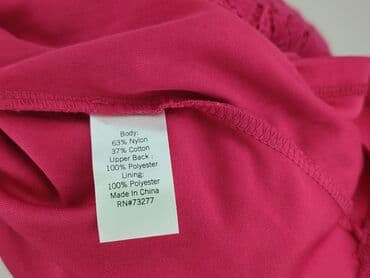 Body:
63% Nylon
37% Cotton
Upper Back:
100% Polyester
Lining:
100% Polyester
Made In China
RN#73277